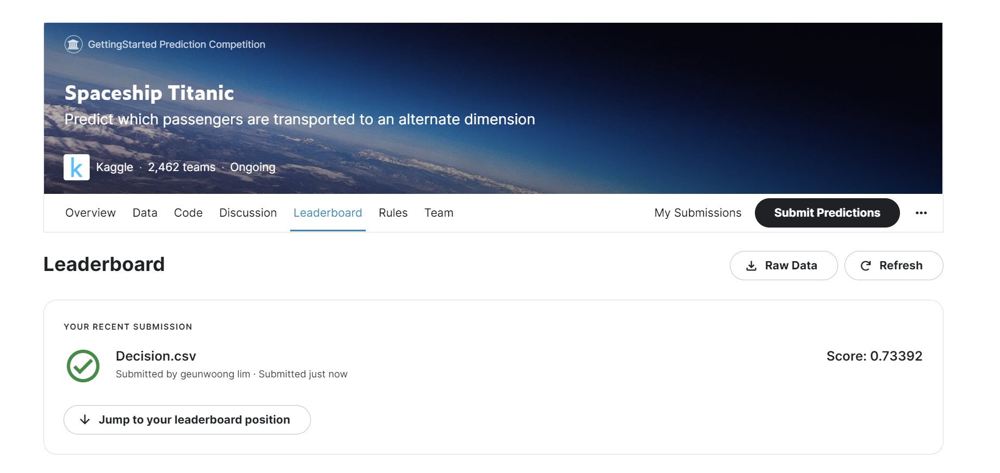 GettingStarted Prediction Competition
Spaceship Titanic
Predict which passengers are transported to an alternate dimension
k Kaggle · 2,462 teams · Ongoing
Overview Data Code Discussion Leaderboard Rules Team My Submissions Submit Predictions ···
Leaderboard Raw Data Refresh
YOUR RECENT SUBMISSION
Decision.csv Score: 0.73392
Submitted by geunwoong lim · Submitted just now
Jump to your leaderboard position